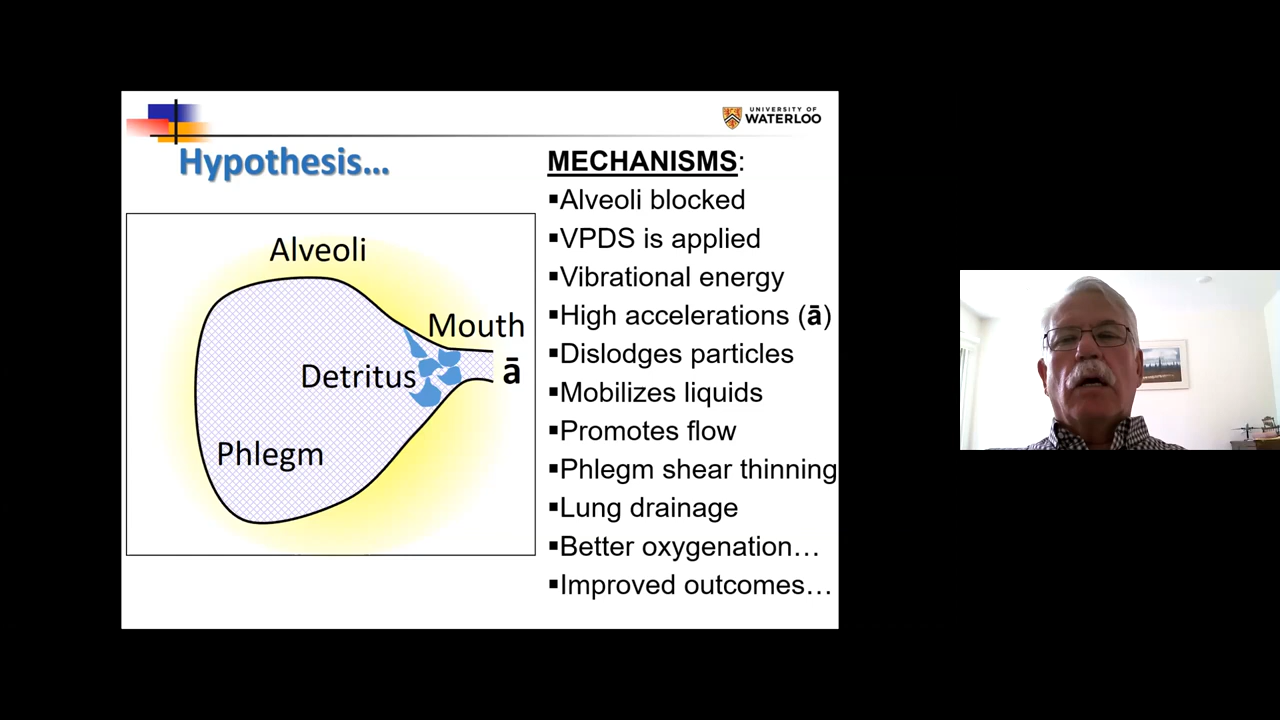 UNIVERSITY OF
WATERLOO
Hypothesis...
MECHANISMS:
▪Alveoli blocked
▪VPDS is applied
▪Vibrational energy
▪High accelerations (ā)
▪Dislodges particles
▪Mobilizes liquids
▪Promotes flow
▪Phlegm shear thinning
▪Lung drainage
▪Better oxygenation…
▪Improved outcomes…
Alveoli
Mouth
Detritus
ā
Phlegm